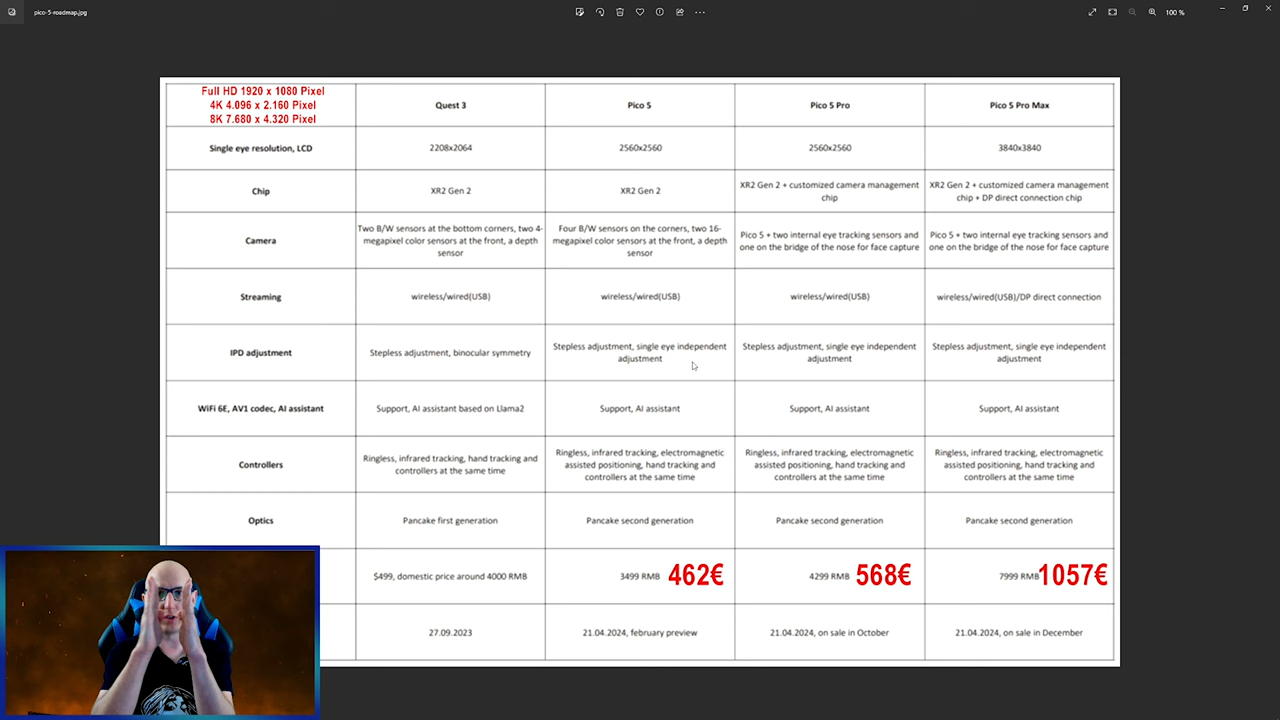 pico-5-roadmap.jpg
100 %
Full HD 1920 x 1080 Pixel
4K 4.096 x 2.160 Pixel
8K 7.680 x 4.320 Pixel
Quest 3
Pico 5
Pico 5 Pro
Pico 5 Pro Max
Single eye resolution, LCD
2208x2064
2560x2560
2560x2560
3840x3840
Chip
XR2 Gen 2
XR2 Gen 2
XR2 Gen 2 + customized camera management
chip
XR2 Gen 2 + customized camera management
chip + DP direct connection chip
Camera
Two B/W sensors at the bottom corners, two 4-
megapixel color sensors at the front, a depth
sensor
Four B/W sensors on the corners, two 16-
megapixel color sensors at the front, a depth
sensor
Pico 5 + two internal eye tracking sensors and
one on the bridge of the nose for face capture
Pico 5 + two internal eye tracking sensors and
one on the bridge of the nose for face capture
Streaming
wireless/wired(USB)
wireless/wired(USB)
wireless/wired(USB)
wireless/wired(USB)/DP direct connection
IPD adjustment
Stepless adjustment, binocular symmetry
Stepless adjustment, single eye independent
adjustment
Stepless adjustment, single eye independent
adjustment
Stepless adjustment, single eye independent
adjustment
WiFi 6E, AV1 codec, AI assistant
Support, AI assistant based on Llama2
Support, AI assistant
Support, AI assistant
Support, AI assistant
Controllers
Ringless, infrared tracking, hand tracking and
controllers at the same time
Ringless, infrared tracking, electromagnetic
assisted positioning, hand tracking and
controllers at the same time
Ringless, infrared tracking, electromagnetic
assisted positioning, hand tracking and
controllers at the same time
Ringless, infrared tracking, electromagnetic
assisted positioning, hand tracking and
controllers at the same time
Optics
Pancake first generation
Pancake second generation
Pancake second generation
Pancake second generation
$499, domestic price around 4000 RMB
3499 RMB 462€
4299 RMB 568€
7999 RMB 1057€
27.09.2023
21.04.2024, february preview
21.04.2024, on sale in October
21.04.2024, on sale in December